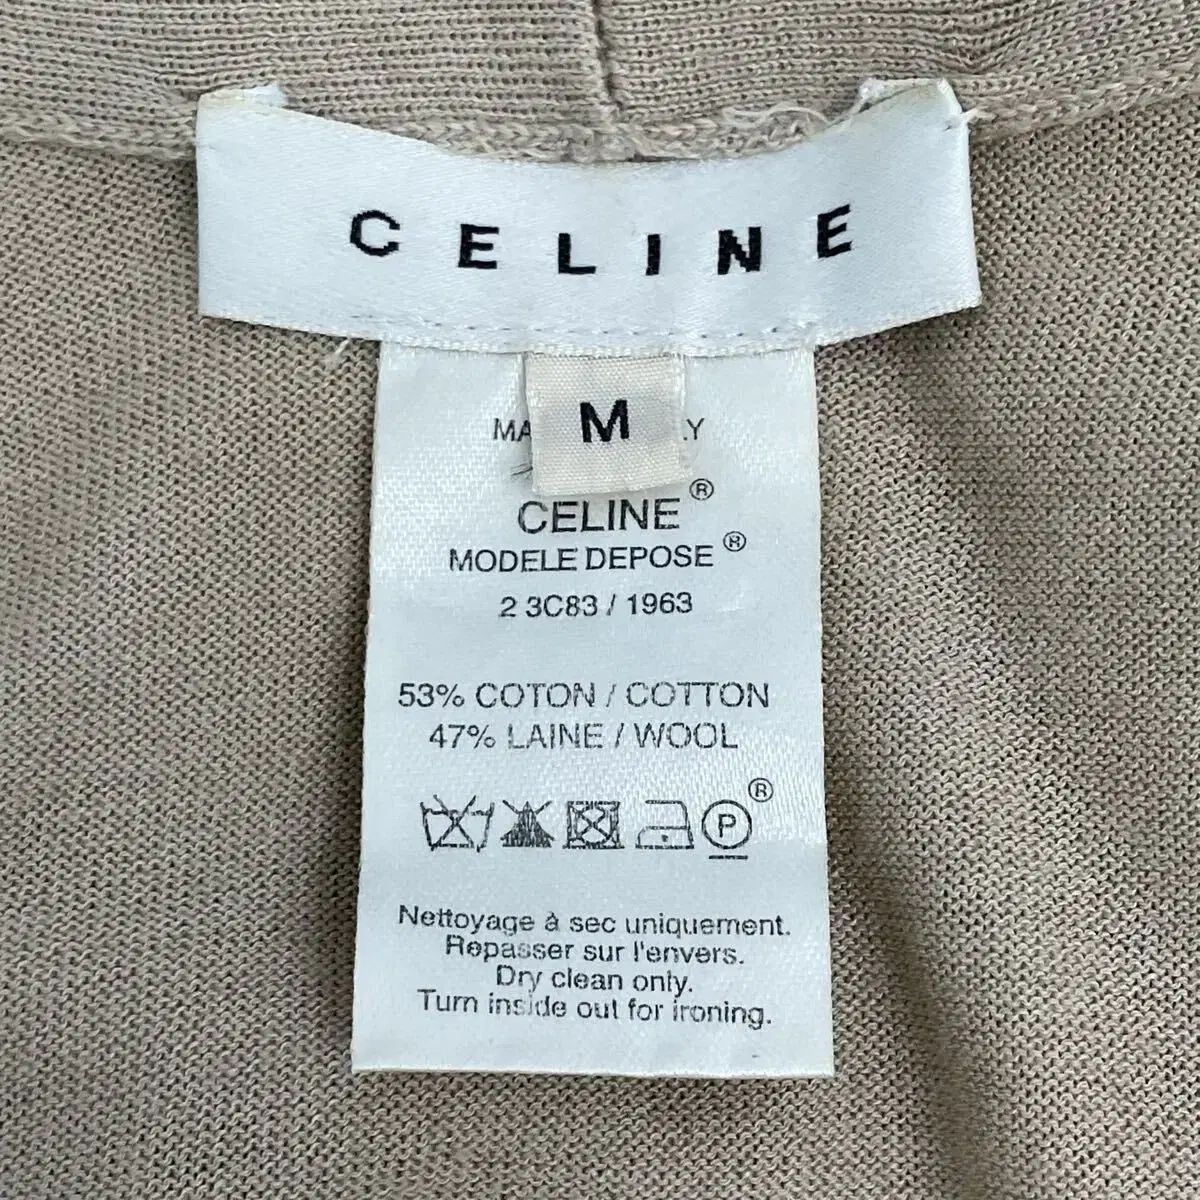 CELINE
M
CELINE®
MODELE DEPOSE®
2 3C83 / 1963
53% COTON / COTTON
47% LAINE / WOOL
P ®
Nettoyage à sec uniquement.
Repasser sur l'envers.
Dry clean only.
Turn inside out for ironing.